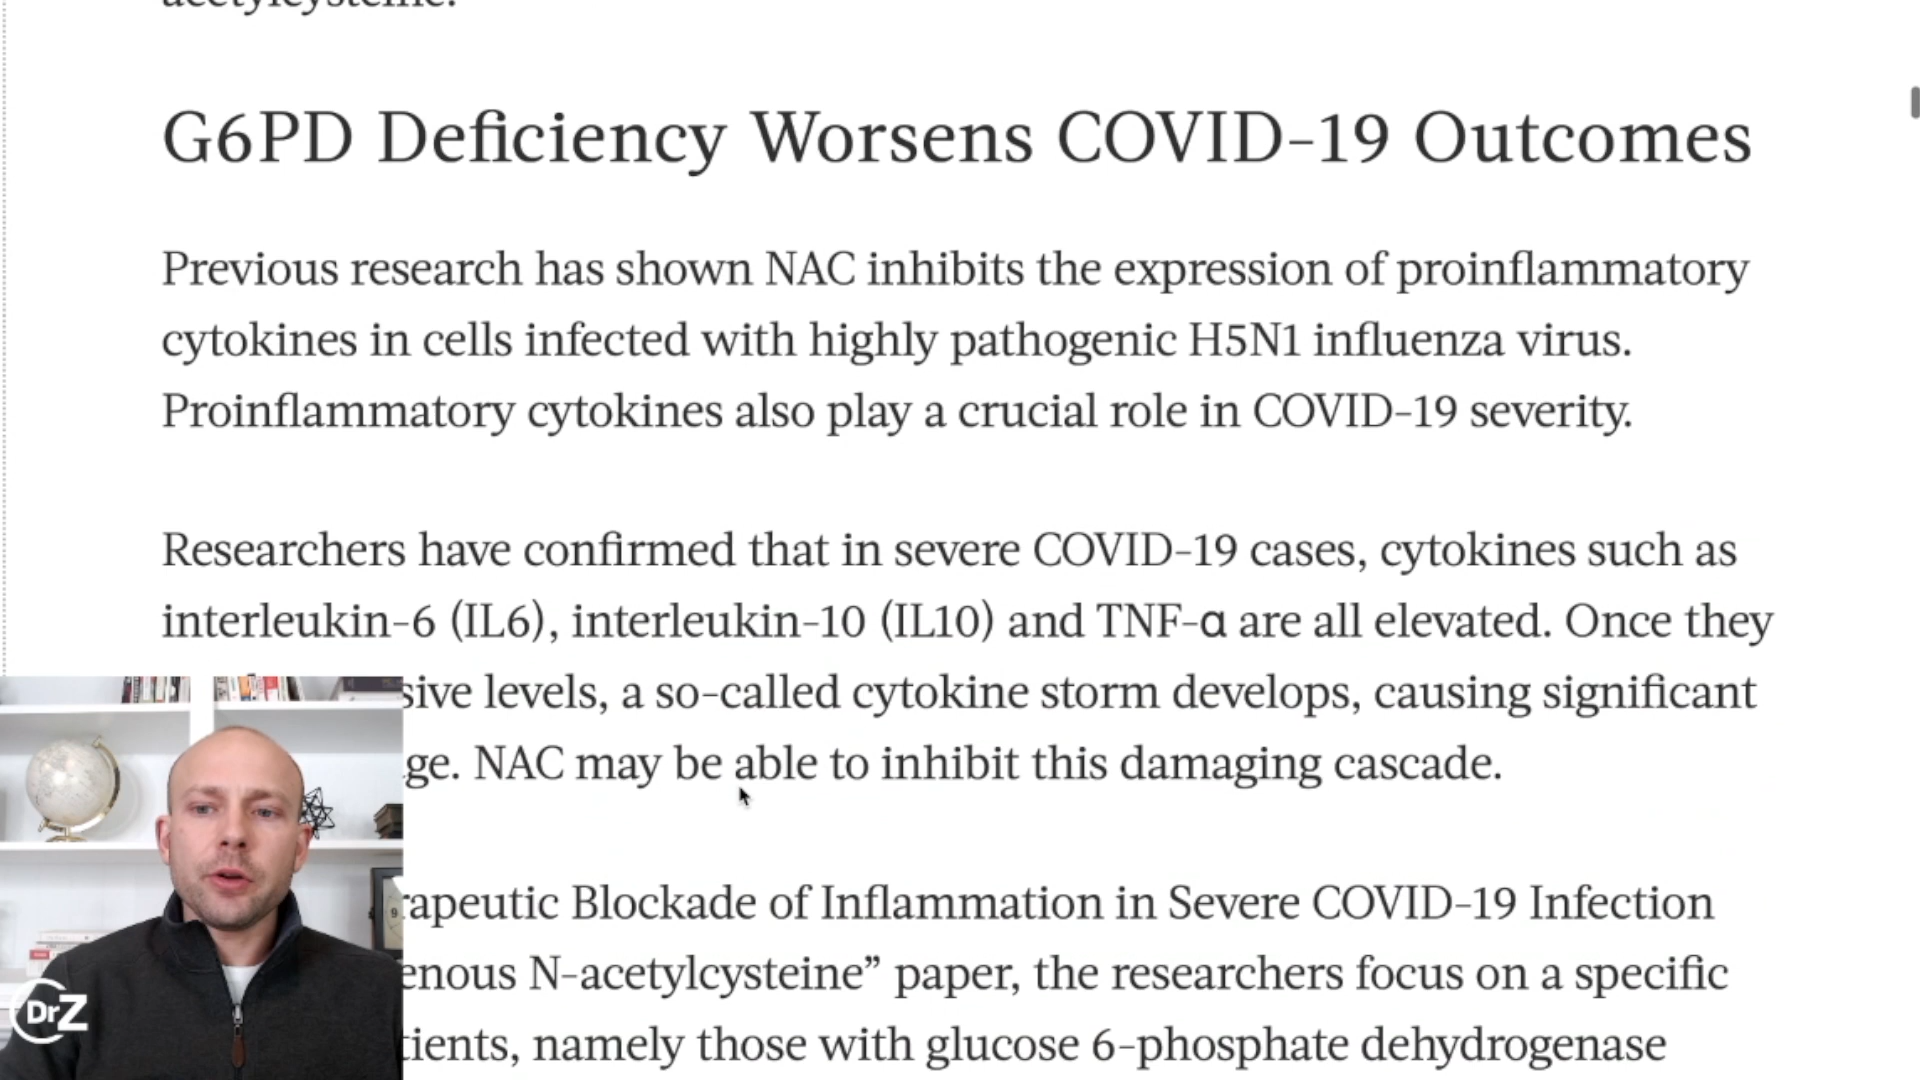 acetylcysteine.
G6PD Deficiency Worsens COVID-19 Outcomes
Previous research has shown NAC inhibits the expression of proinflammatory
cytokines in cells infected with highly pathogenic H5N1 influenza virus.
Proinflammatory cytokines also play a crucial role in COVID-19 severity.
Researchers have confirmed that in severe COVID-19 cases, cytokines such as
interleukin-6 (IL6), interleukin-10 (IL10) and TNF-α are all elevated. Once they
sive levels, a so-called cytokine storm develops, causing significant
ge. NAC may be able to inhibit this damaging cascade.
rapeutic Blockade of Inflammation in Severe COVID-19 Infection
enous N-acetylcysteine” paper, the researchers focus on a specific
tients, namely those with glucose 6-phosphate dehydrogenase
DrZ